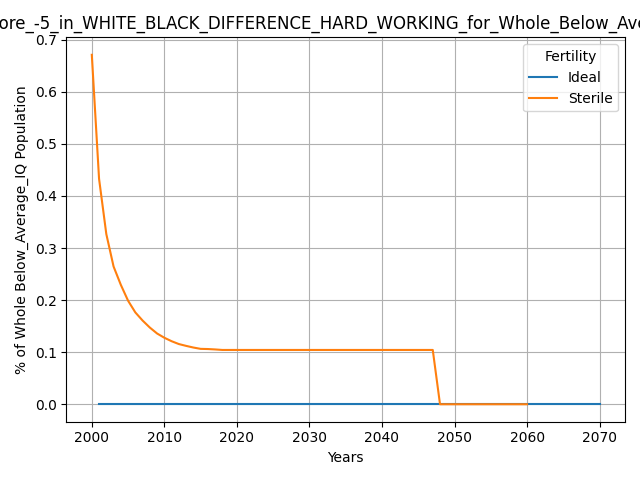 ore_-5_in_WHITE_BLACK_DIFFERENCE_HARD_WORKING_for_Whole_Below_Ave
0.7
0.6
0.5
0.4
0.3
0.2
0.1
0.0
% of Whole Below_Average_IQ Population
Fertility
Ideal
Sterile
2000 2010 2020 2030 2040 2050 2060 2070
Years